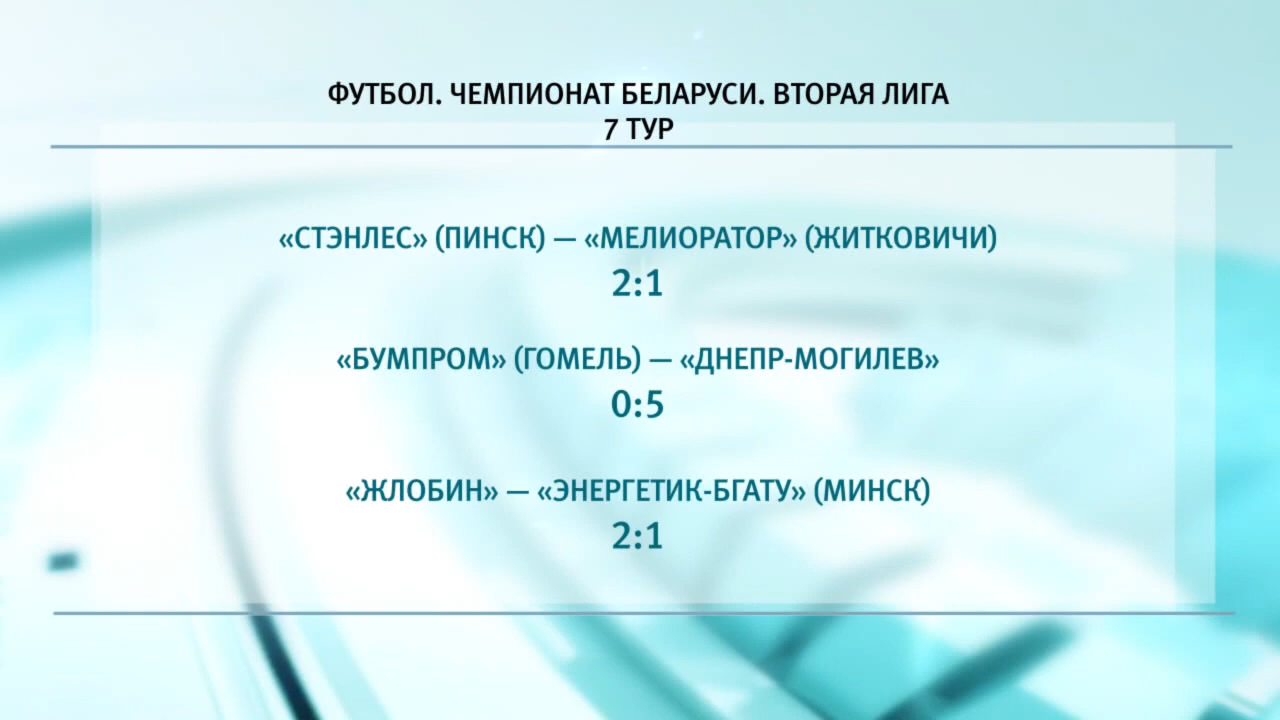 ФУТБОЛ. ЧЕМПИОНАТ БЕЛАРУСИ. ВТОРАЯ ЛИГА
7 ТУР
«СТЭНЛЕС» (ПИНСК) — «МЕЛИОРАТОР» (ЖИТКОВИЧИ)
2:1
«БУМПРОМ» (ГОМЕЛЬ) — «ДНЕПР-МОГИЛЕВ»
0:5
«ЖЛОБИН» — «ЭНЕРГЕТИК-БГАТУ» (МИНСК)
2:1